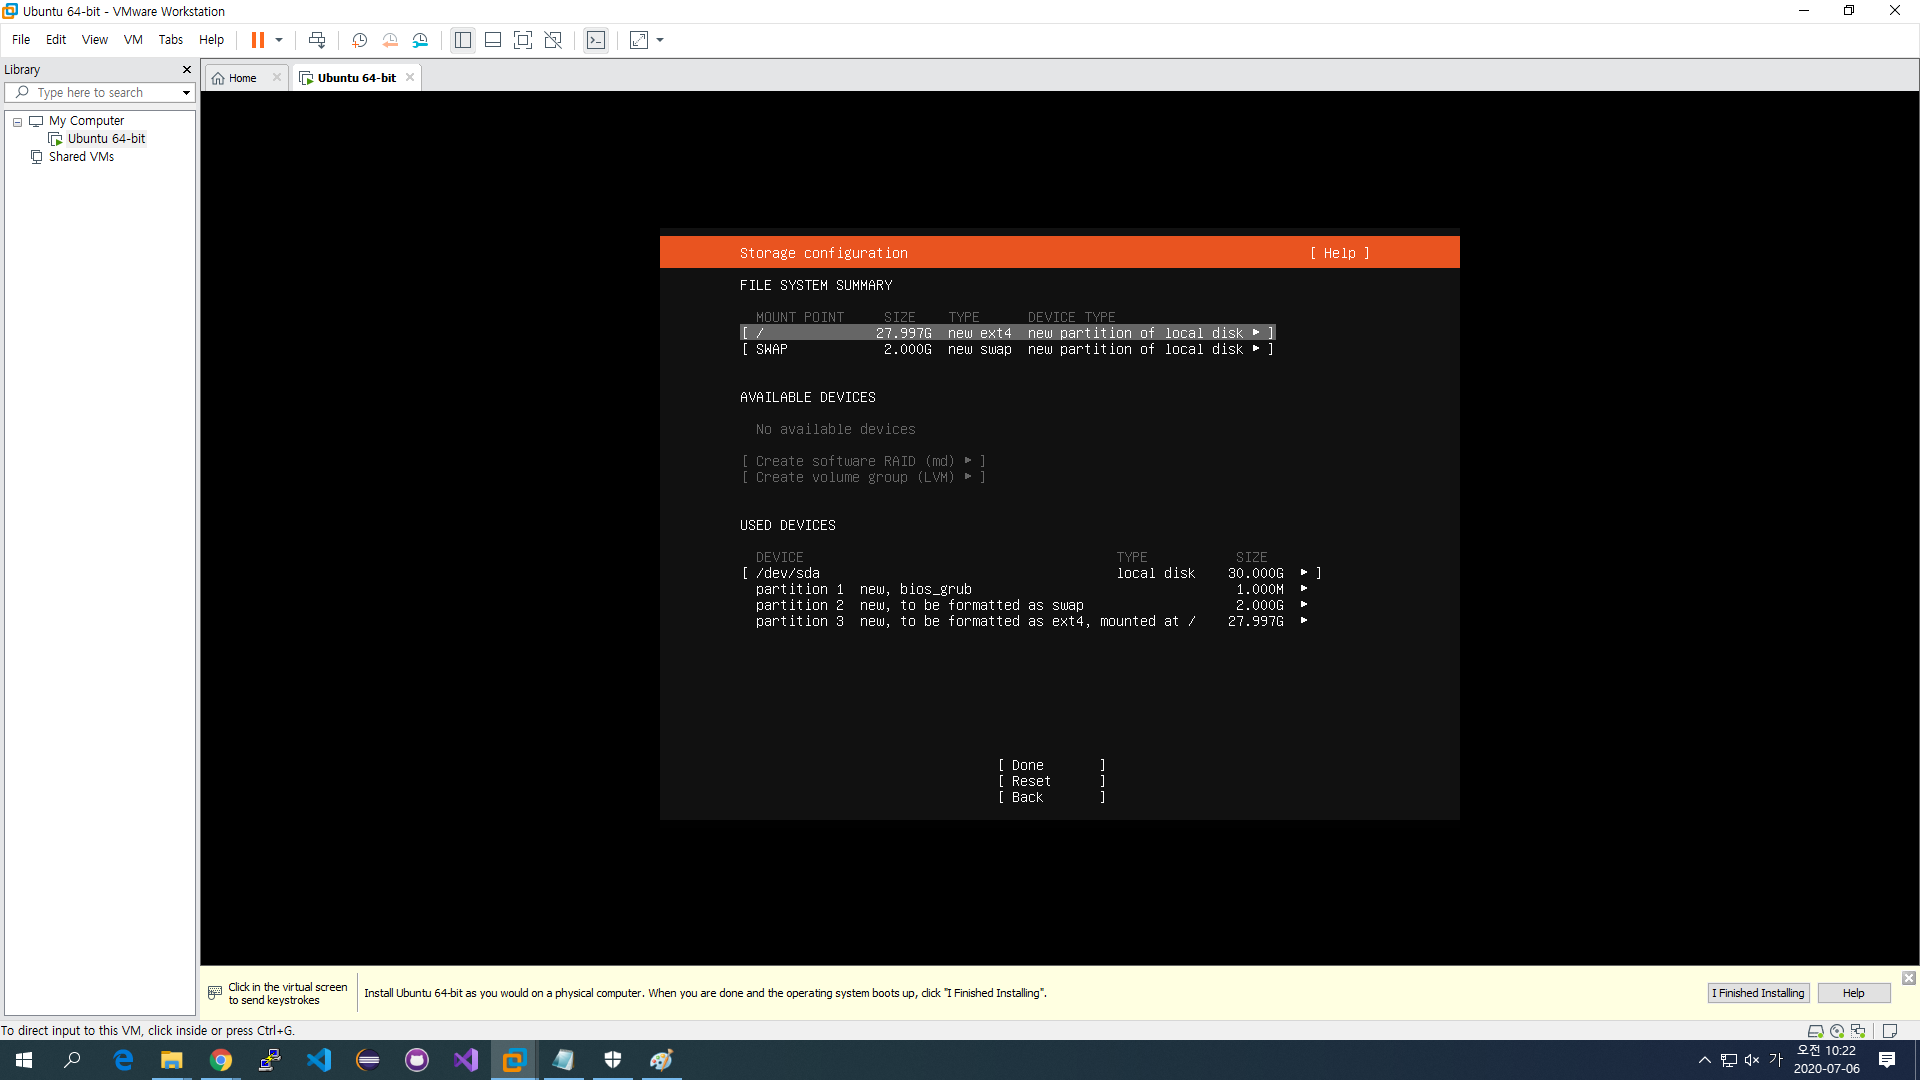 Ubuntu 64-bit - VMware Workstation
File Edit View VM Tabs Help
Library
Type here to search
My Computer
Ubuntu 64-bit
Shared VMs
Home
Ubuntu 64-bit
Storage configuration [ Help ]
FILE SYSTEM SUMMARY
MOUNT POINT SIZE TYPE DEVICE TYPE
[ / 27.997G new ext4 new partition of local disk ▸ ]
[ SWAP 2.000G new swap new partition of local disk ▸ ]
AVAILABLE DEVICES
No available devices
[ Create software RAID (md) ▸ ]
[ Create volume group (LVM) ▸ ]
USED DEVICES
DEVICE TYPE SIZE
[ /dev/sda local disk 30.000G ▸ ]
partition 1 new, bios_grub 1.000M ▸
partition 2 new, to be formatted as swap 2.000G ▸
partition 3 new, to be formatted as ext4, mounted at / 27.997G ▸
[ Done ]
[ Reset ]
[ Back ]
Click in the virtual screen
to send keystrokes
Install Ubuntu 64-bit as you would on a physical computer. When you are done and the operating system boots up, click "I Finished Installing".
I Finished Installing
Help
To direct input to this VM, click inside or press Ctrl+G.
가
오전 10:22
2020-07-06